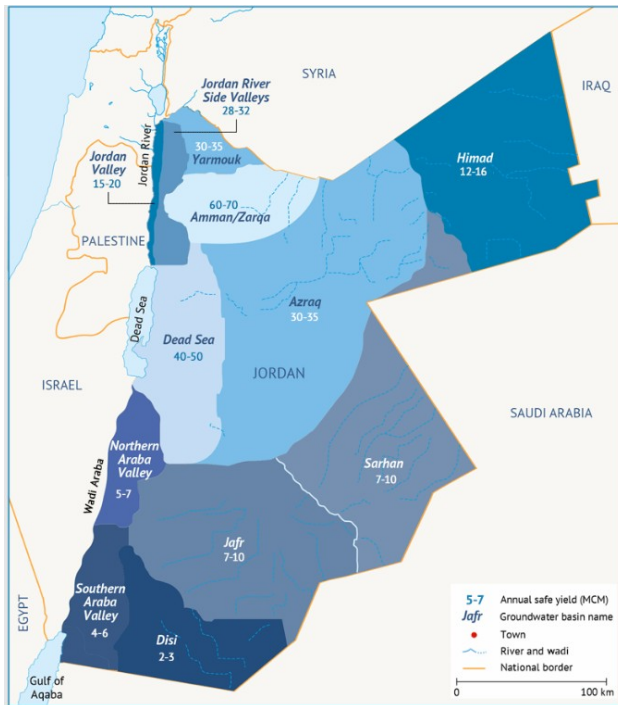 SYRIA
IRAQ
Jordan River
Side Valleys
28-32
30-35
Yarmouk
Himad
12-16
Jordan
Valley
15-20
Jordan River
60-70
Amman/Zarqa
PALESTINE
Azraq
30-35
Dead Sea
Dead Sea
40-50
JORDAN
ISRAEL
SAUDI ARABIA
Northern
Araba
Valley
5-7
Sarhan
7-10
Wadi Araba
Jafr
7-10
Southern
Araba
Valley
4-6
EGYPT
Disi
2-3
Gulf of
Aqaba
5-7 Annual safe yield (MCM)
Jafr Groundwater basin name
Town
River and wadi
National border
0 100 km